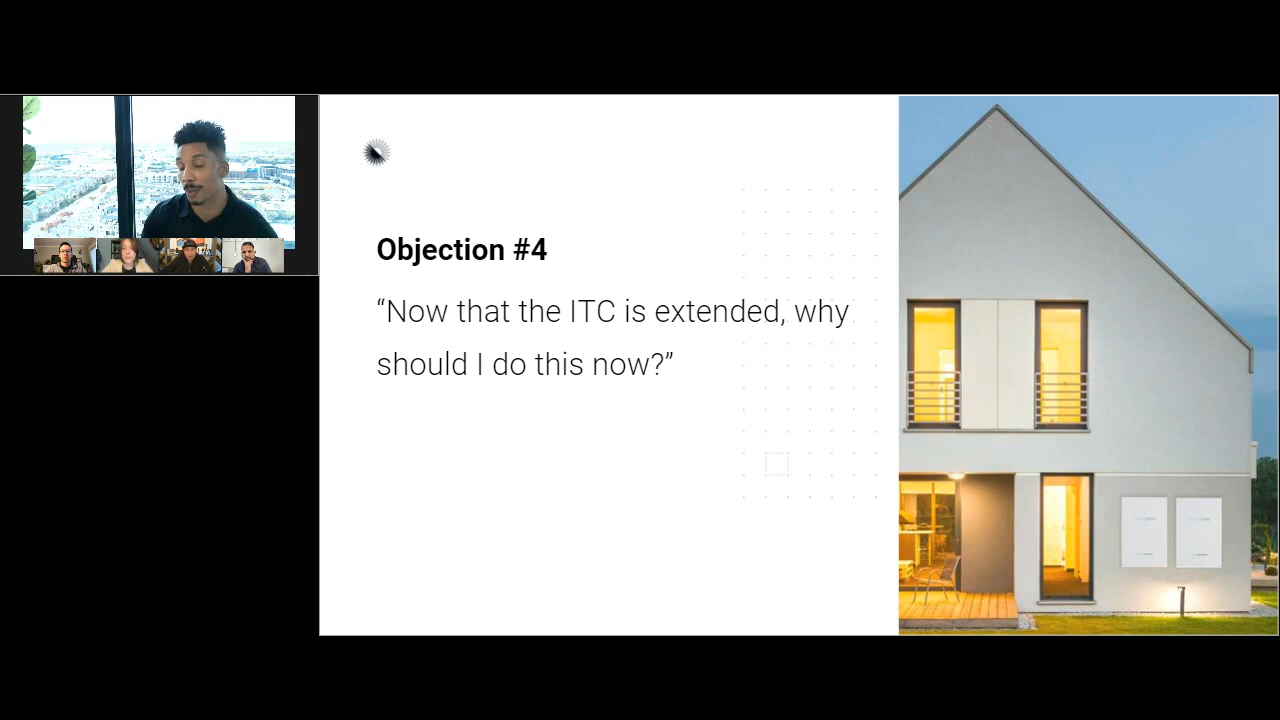 Objection #4
“Now that the ITC is extended, why
should I do this now?”